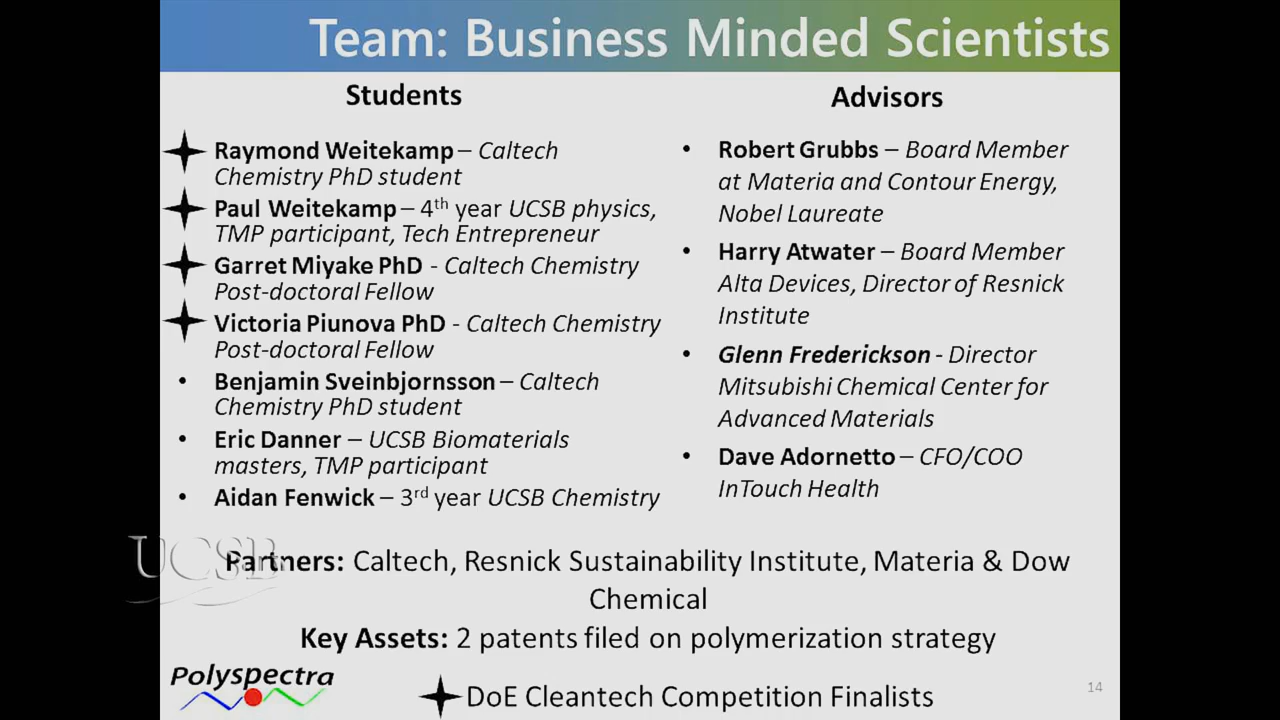 Team: Business Minded Scientists
Students
Raymond Weitekamp – Caltech
Chemistry PhD student
Paul Weitekamp – 4th year UCSB physics,
TMP participant, Tech Entrepreneur
Garret Miyake PhD - Caltech Chemistry
Post-doctoral Fellow
Victoria Piunova PhD - Caltech Chemistry
Post-doctoral Fellow
• Benjamin Sveinbjornsson – Caltech
Chemistry PhD student
• Eric Danner – UCSB Biomaterials
masters, TMP participant
• Aidan Fenwick – 3rd year UCSB Chemistry
Advisors
• Robert Grubbs – Board Member
at Materia and Contour Energy,
Nobel Laureate
• Harry Atwater – Board Member
Alta Devices, Director of Resnick
Institute
• Glenn Frederickson - Director
Mitsubishi Chemical Center for
Advanced Materials
• Dave Adornetto – CFO/COO
InTouch Health
UCSB
Partners: Caltech, Resnick Sustainability Institute, Materia & Dow
Chemical
Key Assets: 2 patents filed on polymerization strategy
Polyspectra
DoE Cleantech Competition Finalists
14